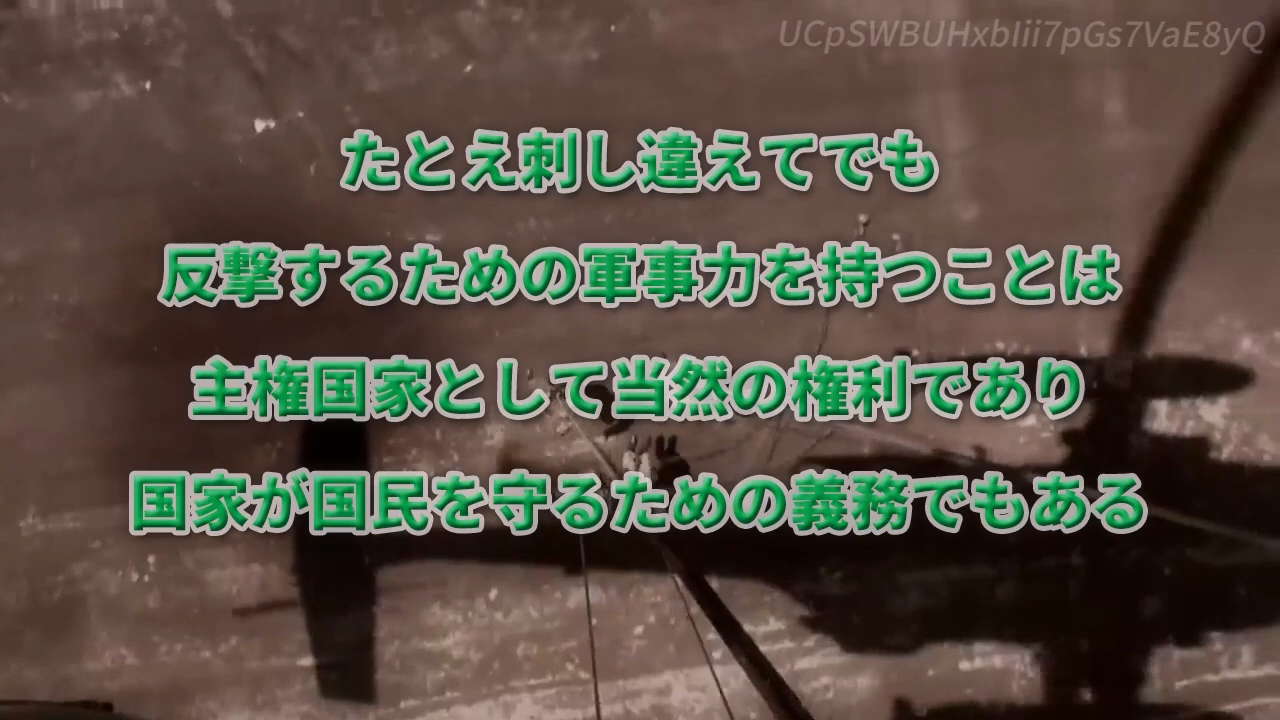 UCpSWBUHxbIii7pGs7VaE8yQ
たとえ刺し違えてでも
反撃するための軍事力を持つことは
主権国家として当然の権利であり
国家が国民を守るための義務でもある